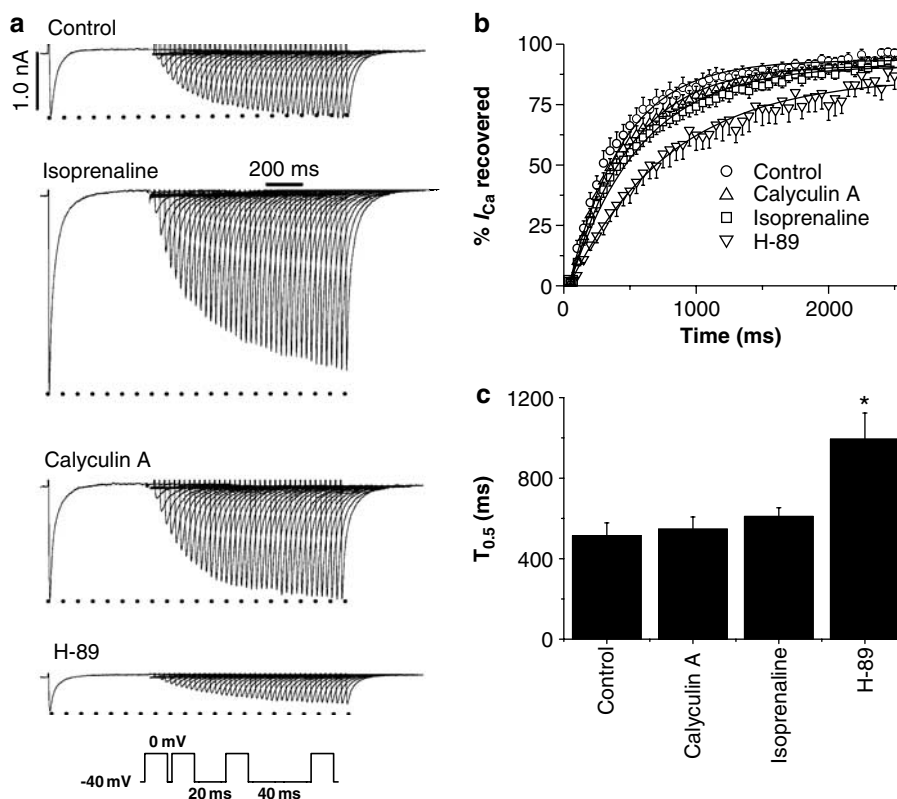 a
Control
1.0 nA
Isoprenaline
200 ms
Calyculin A
H-89
0 mV
-40 mV
20 ms
40 ms
b
% I_Ca recovered
100
75
50
25
0
Control
Calyculin A
Isoprenaline
H-89
0
1000
2000
Time (ms)
c
T_0.5 (ms)
1200
800
400
0
*
Control
Calyculin A
Isoprenaline
H-89